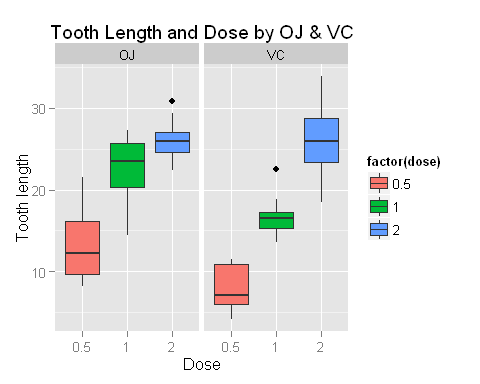 Tooth Length and Dose by OJ & VC
OJ VC
30
20
10
Tooth length
0.5 1 2 0.5 1 2
Dose
factor(dose)
0.5
1
2